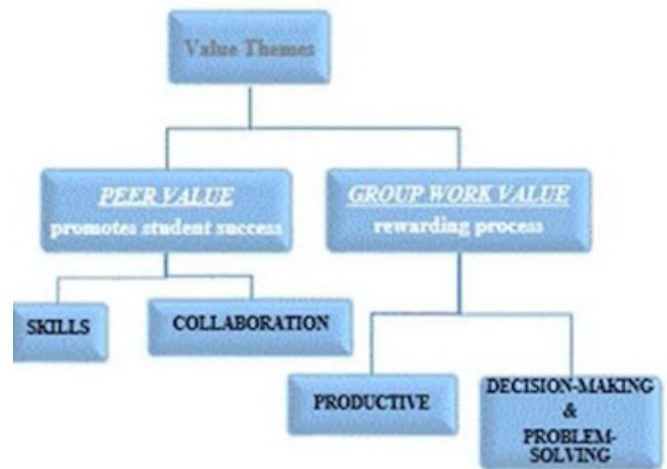 Value Themes
PEER VALUE
promotes student success
GROUP WORK VALUE
rewarding process
SKILLS
COLLABORATION
PRODUCTIVE
DECISION-MAKING
&
PROBLEM-
SOLVING